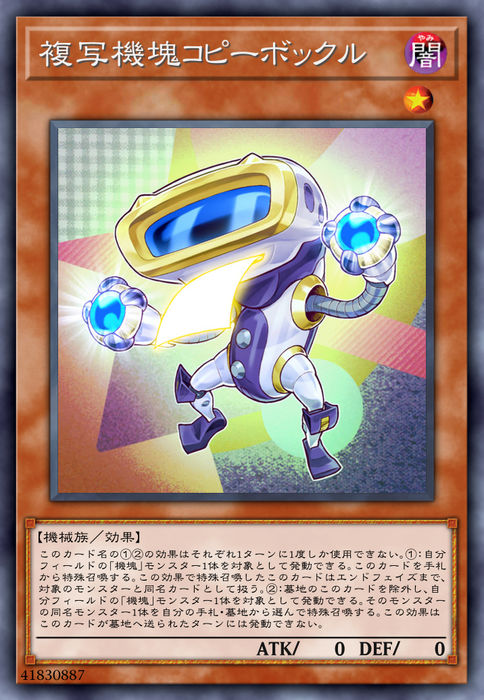 複写機塊コピーボックル
やみ
闇
【機械族／効果】
このカード名の①②の効果はそれぞれ1ターンに1度しか使用できない。①：自分
フィールドの「機塊」モンスター1体を対象として発動できる。このカードを手札
から特殊召喚する。この効果で特殊召喚したこのカードはエンドフェイズまで、
対象のモンスターと同名カードとして扱う。②：墓地のこのカードを除外し、自
分フィールドの「機塊」モンスター1体を対象として発動できる。そのモンスター
の同名モンスター1体を自分の手札・墓地から選んで特殊召喚する。この効果は
このカードが墓地へ送られたターンには発動できない。
ATK/ 0 DEF/ 0
41830887